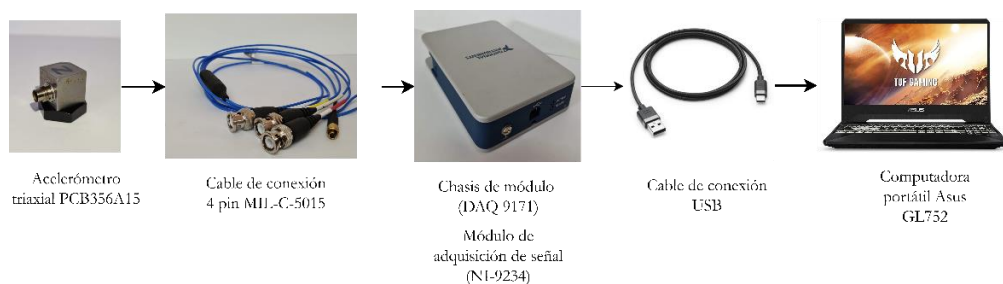 TUF GAMING
ASUS
Acelerómetro
triaxial PCB356A15
Cable de conexión
4 pin MIL-C-5015
Chasis de módulo
(DAQ 9171)
Módulo de
adquisición de señal
(NI-9234)
Cable de conexión
USB
Computadora
portátil Asus
GL752